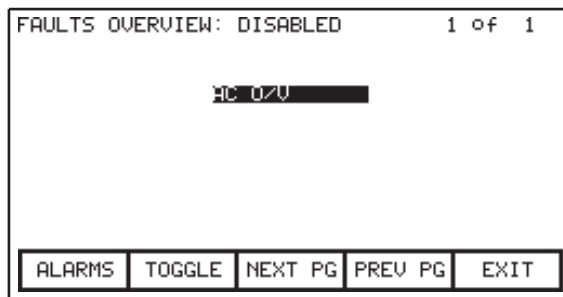 FAULTS OVERVIEW: DISABLED 1 Of 1
AC O/V
ALARMS TOGGLE NEXT PG PREV PG EXIT